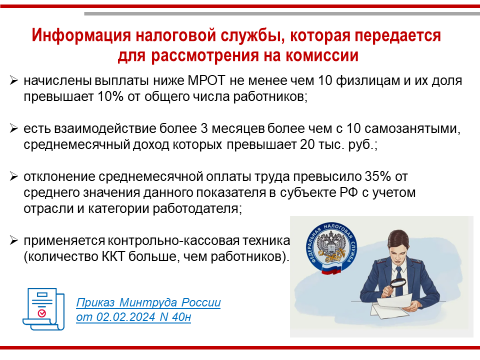 Информация налоговой службы, которая передается
для рассмотрения на комиссии
начислены выплаты ниже МРОТ не менее чем 10 физлицам и их доля
превышает 10% от общего числа работников;
есть взаимодействие более 3 месяцев более чем с 10 самозанятыми,
среднемесячный доход которых превышает 20 тыс. руб.;
отклонение среднемесячной оплаты труда превысило 35% от
среднего значения данного показателя в субъекте РФ с учетом
отрасли и категории работодателя;
применяется контрольно-кассовая техника
(количество ККТ больше, чем работников).
ФЕДЕРАЛЬНАЯ НАЛОГОВАЯ СЛУЖБА
Приказ Минтруда России
от 02.02.2024 N 40н